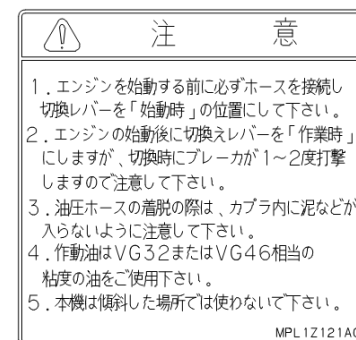 注 意
1．エンジンを始動する前に必ずホースを接続し
切換レバーを「始動時」の位置にして下さい。
2．エンジンの始動後に切換えレバーを「作業時」
にしますが、切換時にブレーカが1～2度打撃
しますので注意して下さい。
3．油圧ホースの着脱の際は、カプラ内に泥などが
入らないように注意して下さい。
4．作動油はVG32またはVG46相当の
粘度の油をご使用下さい。
5．本機は傾斜した場所では使わないで下さい。
MPL1Z121A0